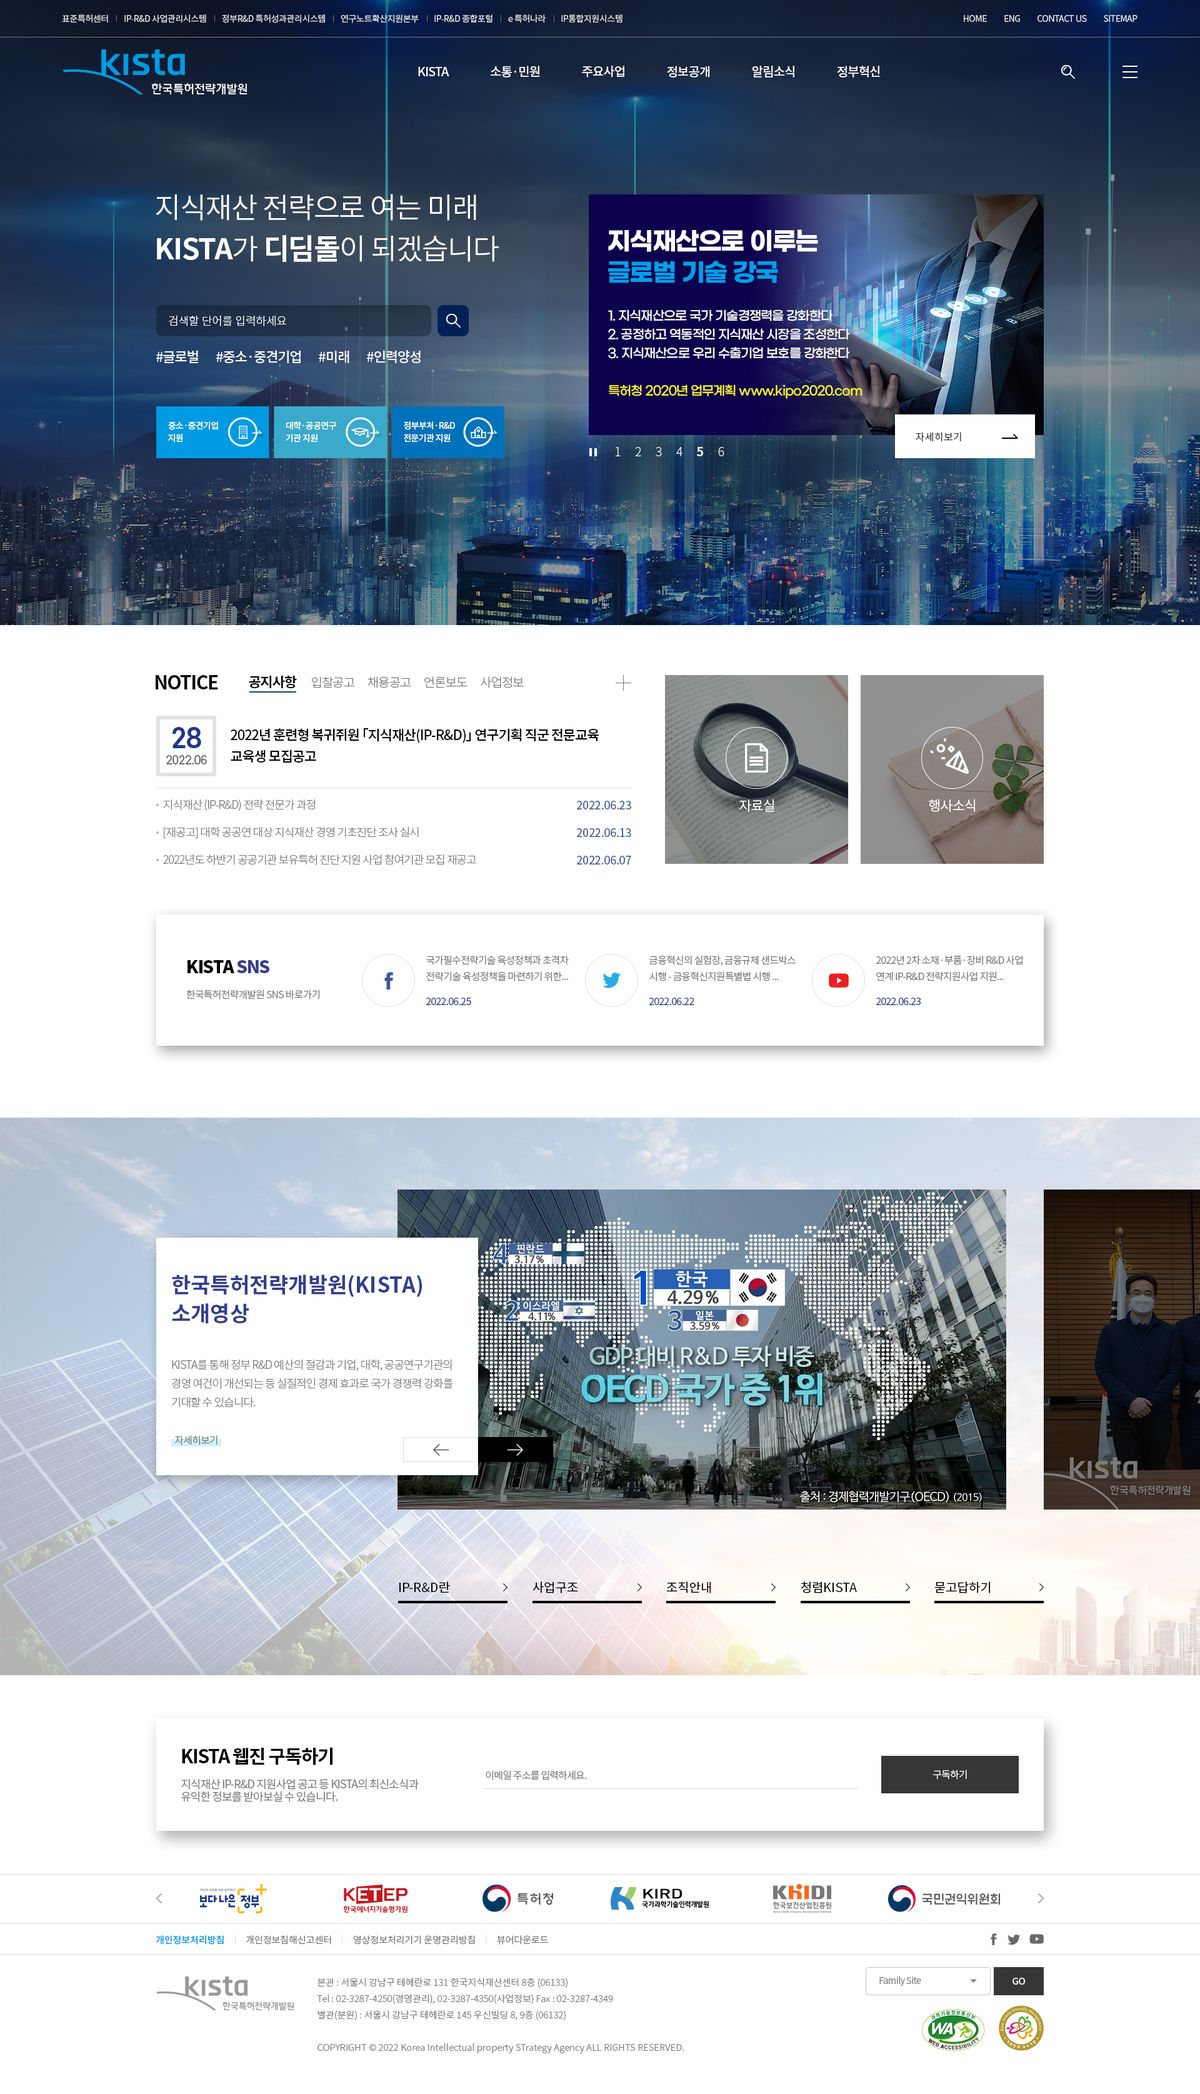 표준특허센터 IP-R&D 사업관리시스템 정부R&D 특허성과관리시스템 연구노트확산지원본부 IP-R&D 종합포털 e 특허나라 IP통합지원시스템
HOME ENG CONTACT US SITEMAP
kista
한국특허전략개발원
KISTA 소통·민원 주요사업 정보공개 알림소식 정부혁신
지식재산 전략으로 여는 미래
KISTA가 디딤돌이 되겠습니다
검색할 단어를 입력하세요
#글로벌 #중소·중견기업 #미래 #인력양성
중소·중견기업
지원
대학·공공연구
기관 지원
정부부처·R&D
전문기관 지원
지식재산으로 이루는
글로벌 기술 강국
1. 지식재산으로 국가 기술경쟁력을 강화한다
2. 공정하고 역동적인 지식재산 시장을 조성한다
3. 지식재산으로 우리 수출기업 보호를 강화한다
특허청 2020년 업무계획 www.kipo2020.com
자세히보기
1 2 3 4 5 6
posco
NOTICE 공지사항 입찰공고 채용공고 언론보도 사업정보
28
2022.06
2022년 훈련형 복귀쥐원 「지식재산(IP-R&D)」 연구기획 직군 전문교육
교육생 모집공고
· 지식재산 (IP-R&D) 전략 전문가 과정 2022.06.23
· [재공고] 대학 공공연 대상 지식재산 경영 기초진단 조사 실시 2022.06.13
· 2022년도 하반기 공공기관 보유특허 진단 지원 사업 참여기관 모집 재공고 2022.06.07
자료실
행사소식
KISTA SNS
한국특허전략개발원 SNS 바로가기
국가필수전략기술 육성정책과 초격차
전략기술 육성정책을 마련하기 위한...
2022.06.25
금융혁신의 실험장, 금융규제 샌드박스
시행 - 금융혁신지원특별법 시행 ...
2022.06.22
2022년 2차 소재·부품·장비 R&D 사업
연계 IP-R&D 전략지원사업 지원...
2022.06.23
한국특허전략개발원(KISTA)
소개영상
KISTA를 통해 정부 R&D 예산의 절감과 기업, 대학, 공공연구기관의
경영 여건이 개선되는 등 실질적인 경제 효과로 국가 경쟁력 강화를
기대할 수 있습니다.
자세히보기
4 핀란드 3.17%
1 한국 4.29%
2 이스라엘 4.11%
3 일본 3.59%
GDP 대비 R&D 투자 비중
OECD 국가 중 1위
출처 : 경제협력개발기구(OECD) (2015)
kista
한국특허전략개발원
IP-R&D란 사업구조 조직안내 청렴KISTA 묻고답하기
KISTA 웹진 구독하기
지식재산 IP-R&D 지원사업 공고 등 KISTA의 최신소식과
유익한 정보를 받아보실 수 있습니다.
이메일 주소를 입력하세요.
구독하기
보다나은 정부
KETEP
한국에너지기술평가원
특허청
KIRD
국가과학기술인력개발원
KHIDI
한국보건산업진흥원
국민권익위원회
개인정보처리방침 개인정보침해신고센터 영상정보처리기기 운영관리방침 뷰어다운로드
kista
한국특허전략개발원
본관 : 서울시 강남구 테헤란로 131 한국지식재산센터 8층 (06133)
Tel : 02-3287-4250(경영관리), 02-3287-4350(사업정보) Fax : 02-3287-4349
별관(분원) : 서울시 강남구 테헤란로 145 우신빌딩 8, 9층 (06132)
COPYRIGHT © 2022 Korea Intellectual property STrategy Agency ALL RIGHTS RESERVED.
Family Site
GO
과학기술정보통신부
WA
WEB ACCESSIBILITY